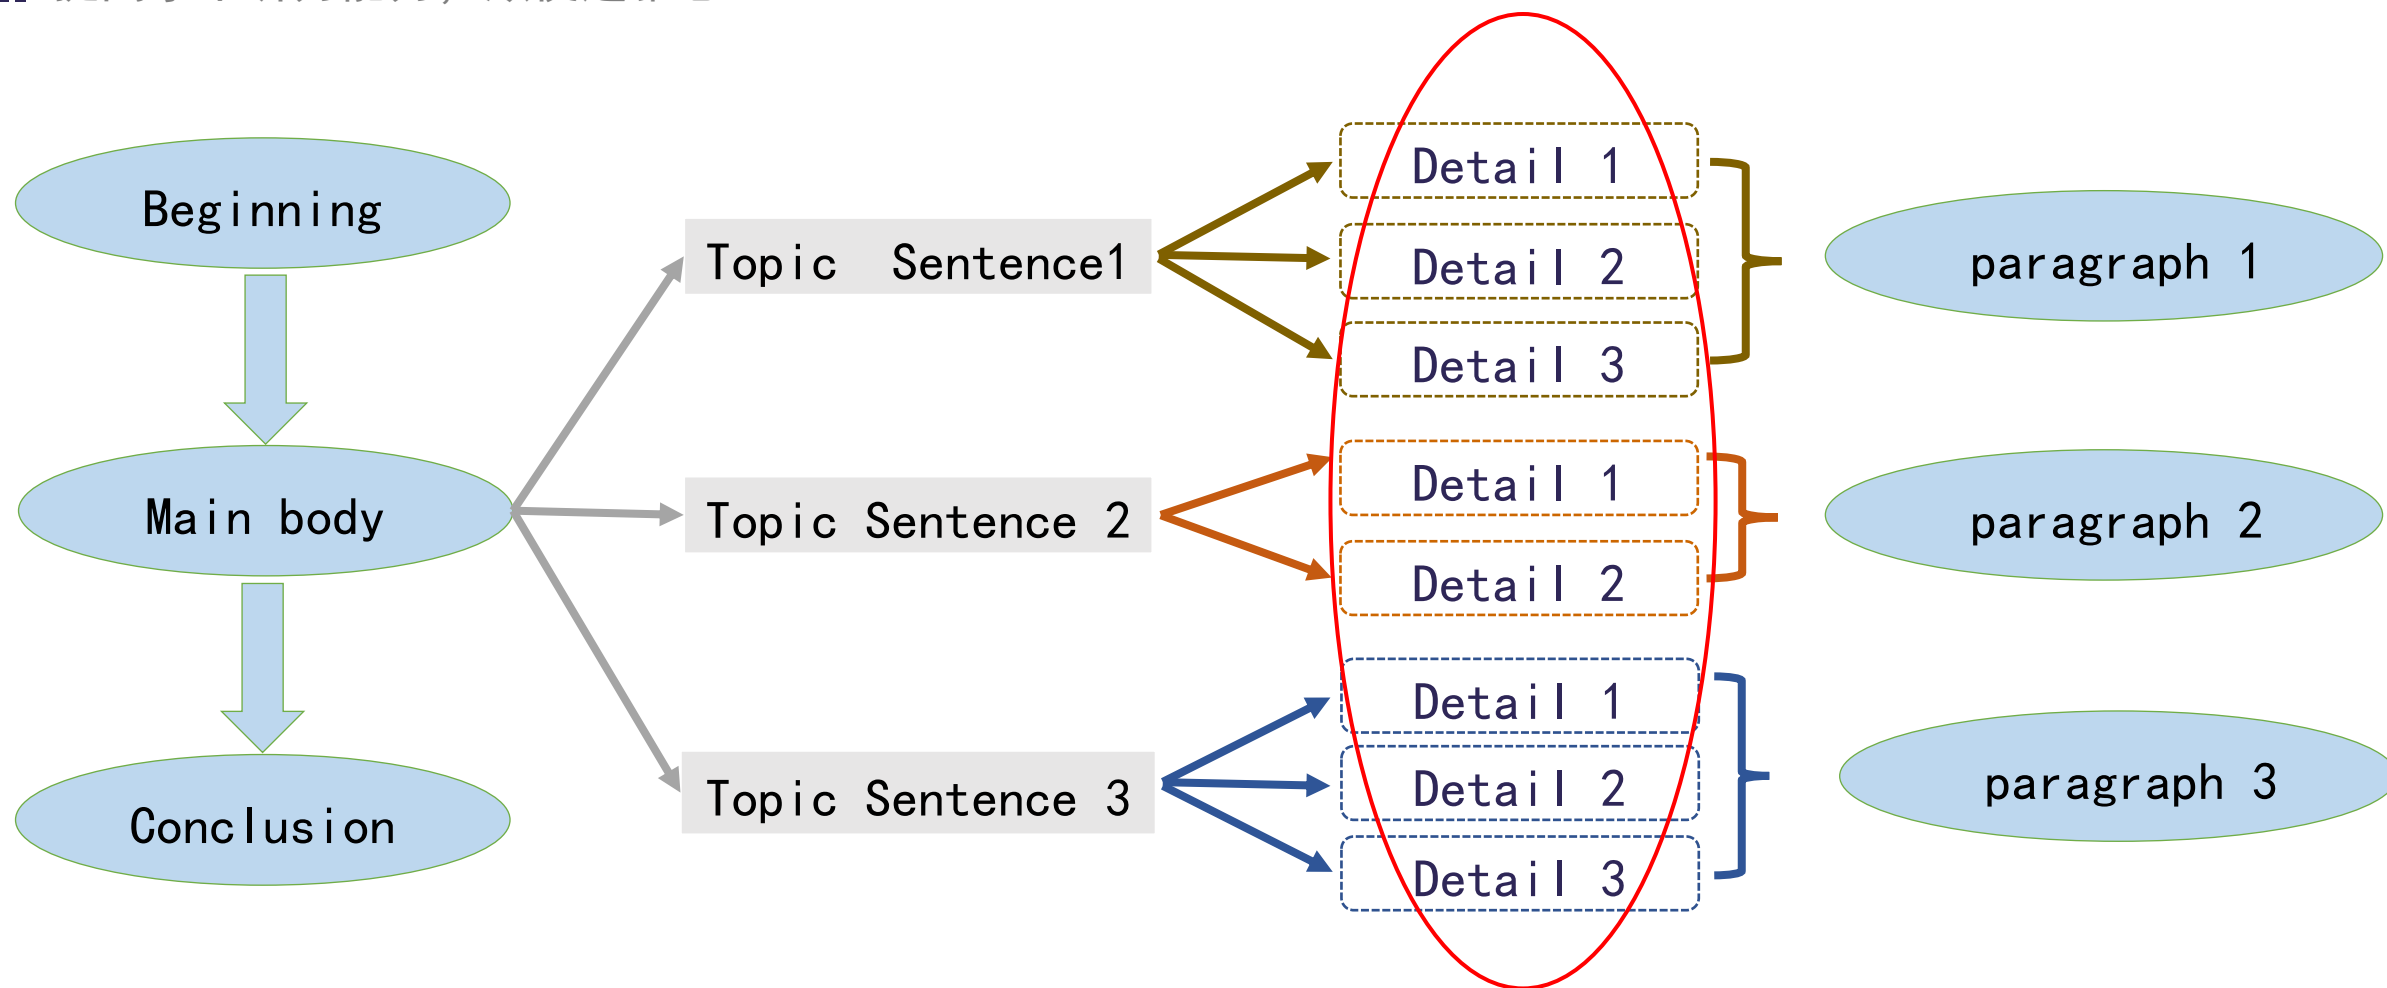 Beginning
Main body
Conclusion
Topic Sentence1
Topic Sentence 2
Topic Sentence 3
Detail 1
Detail 2
Detail 3
Detail 1
Detail 2
Detail 1
Detail 2
Detail 3
paragraph 1
paragraph 2
paragraph 3